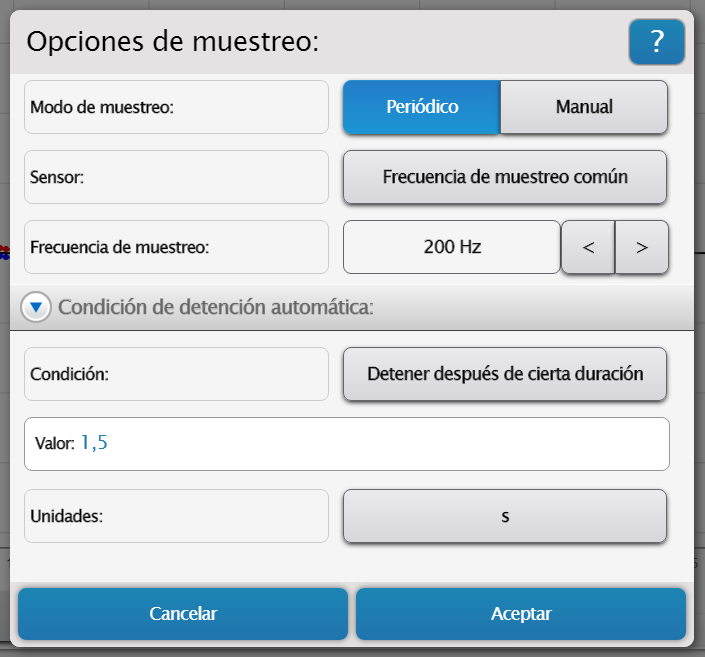 Opciones de muestreo:
?
Modo de muestreo:
Periódico
Manual
Sensor:
Frecuencia de muestreo común
Frecuencia de muestreo:
200 Hz
<
>
Condición de detención automática:
Condición:
Detener después de cierta duración
Valor: 1,5
Unidades:
s
Cancelar
Aceptar